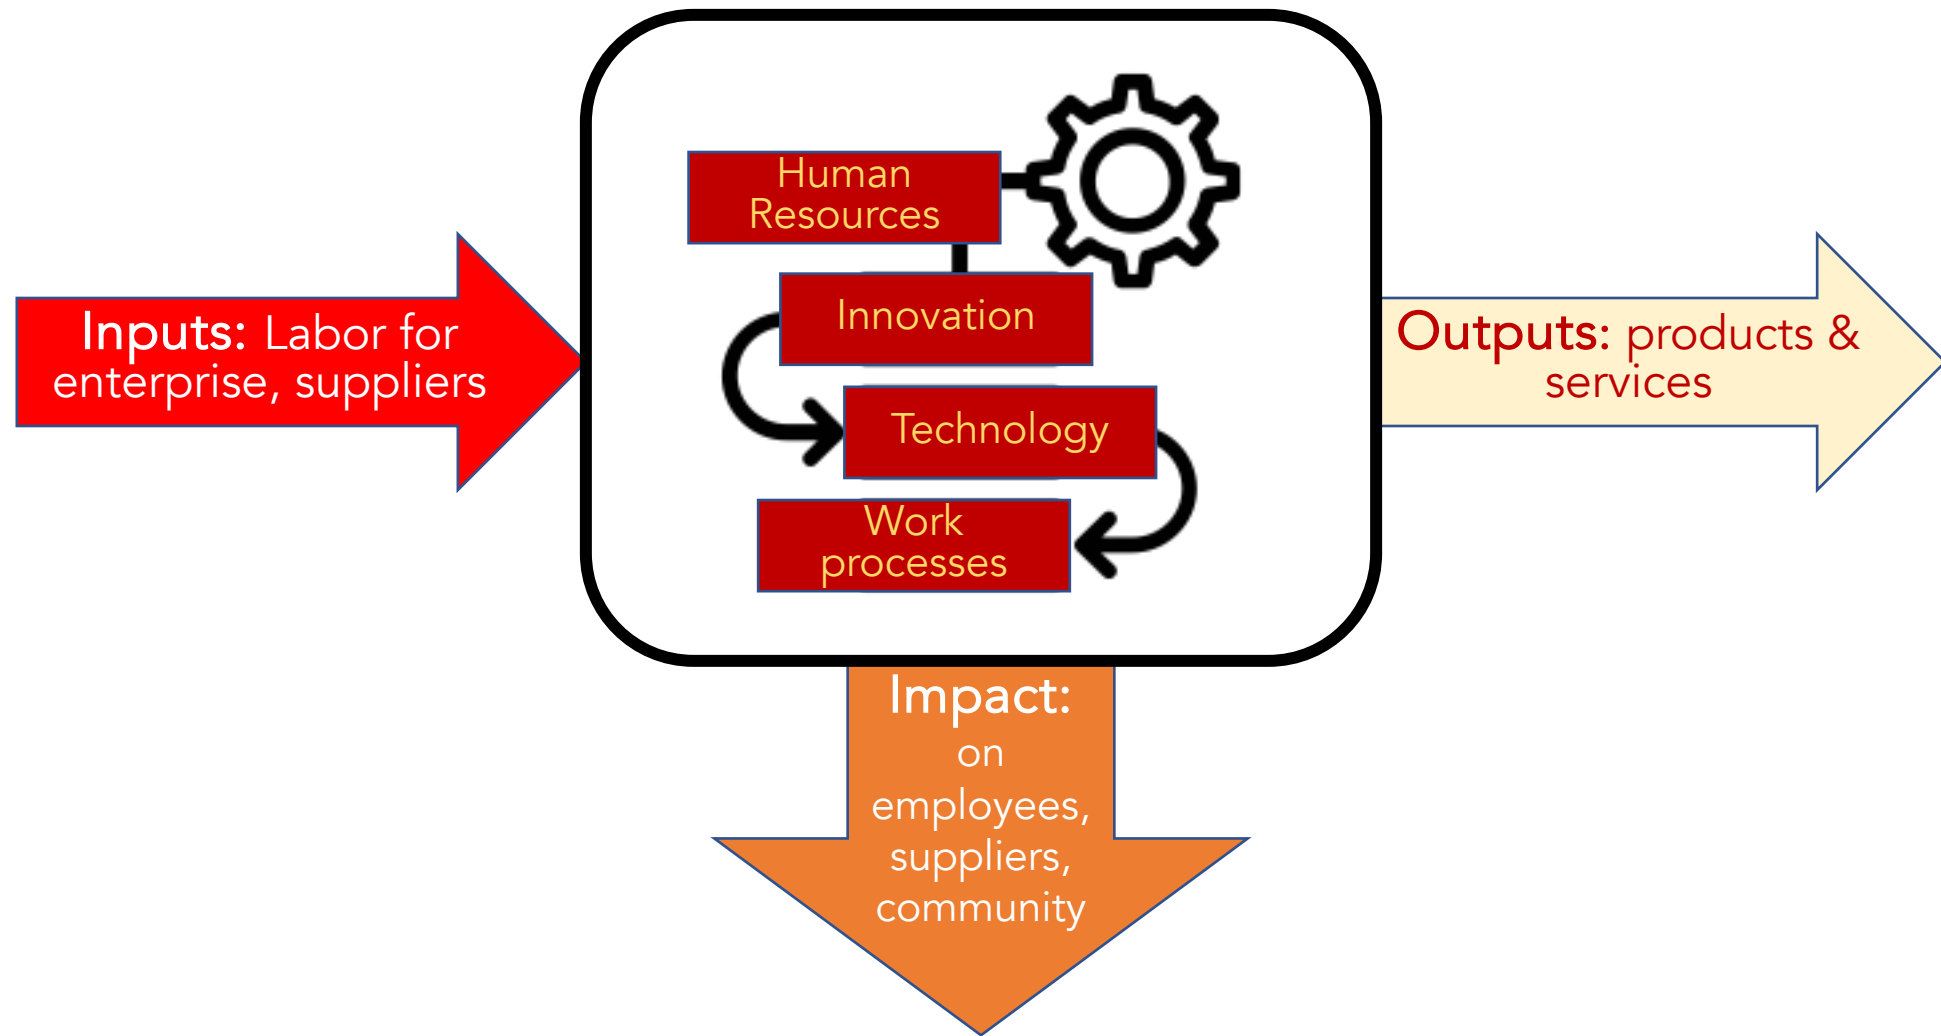 Human
Resources
Innovation
Technology
Work
processes
Inputs: Labor for
enterprise, suppliers
Outputs: products &
services
Impact:
on
employees,
suppliers,
community